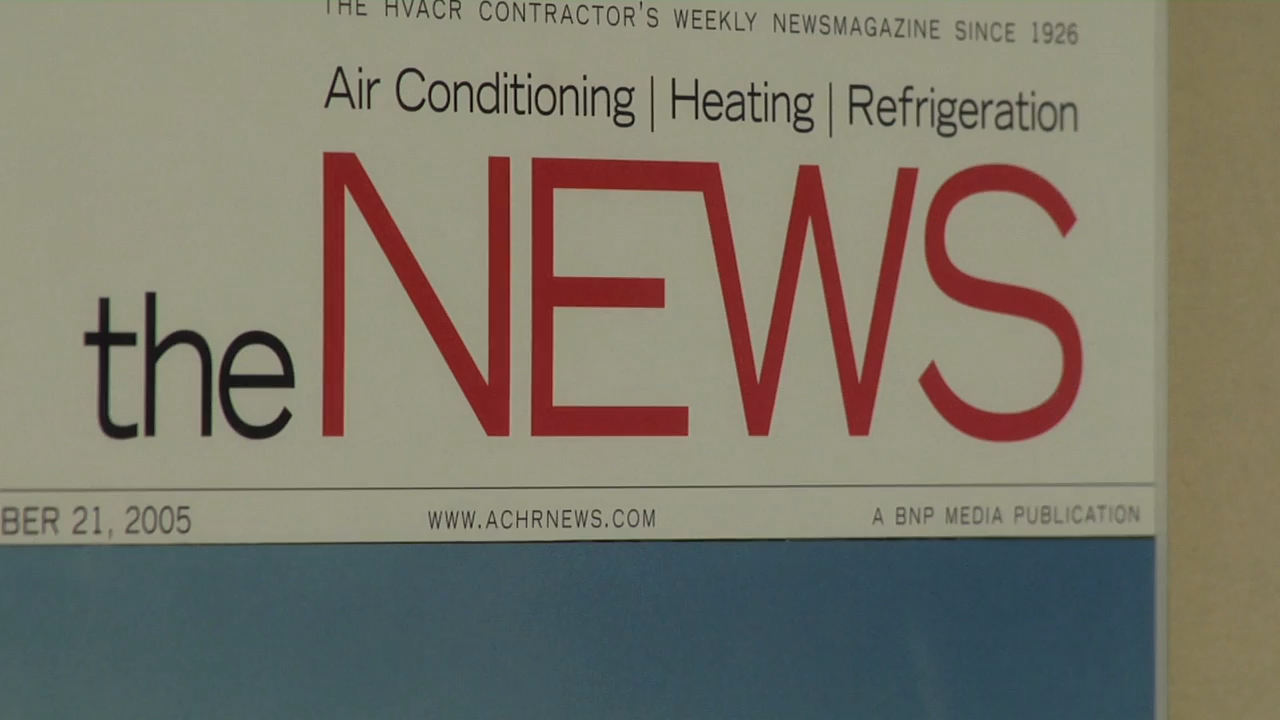 THE HVACR CONTRACTOR'S WEEKLY NEWSMAGAZINE SINCE 1926
Air Conditioning | Heating | Refrigeration
the NEWS
BER 21, 2005 WWW.ACHRNEWS.COM A BNP MEDIA PUBLICATION